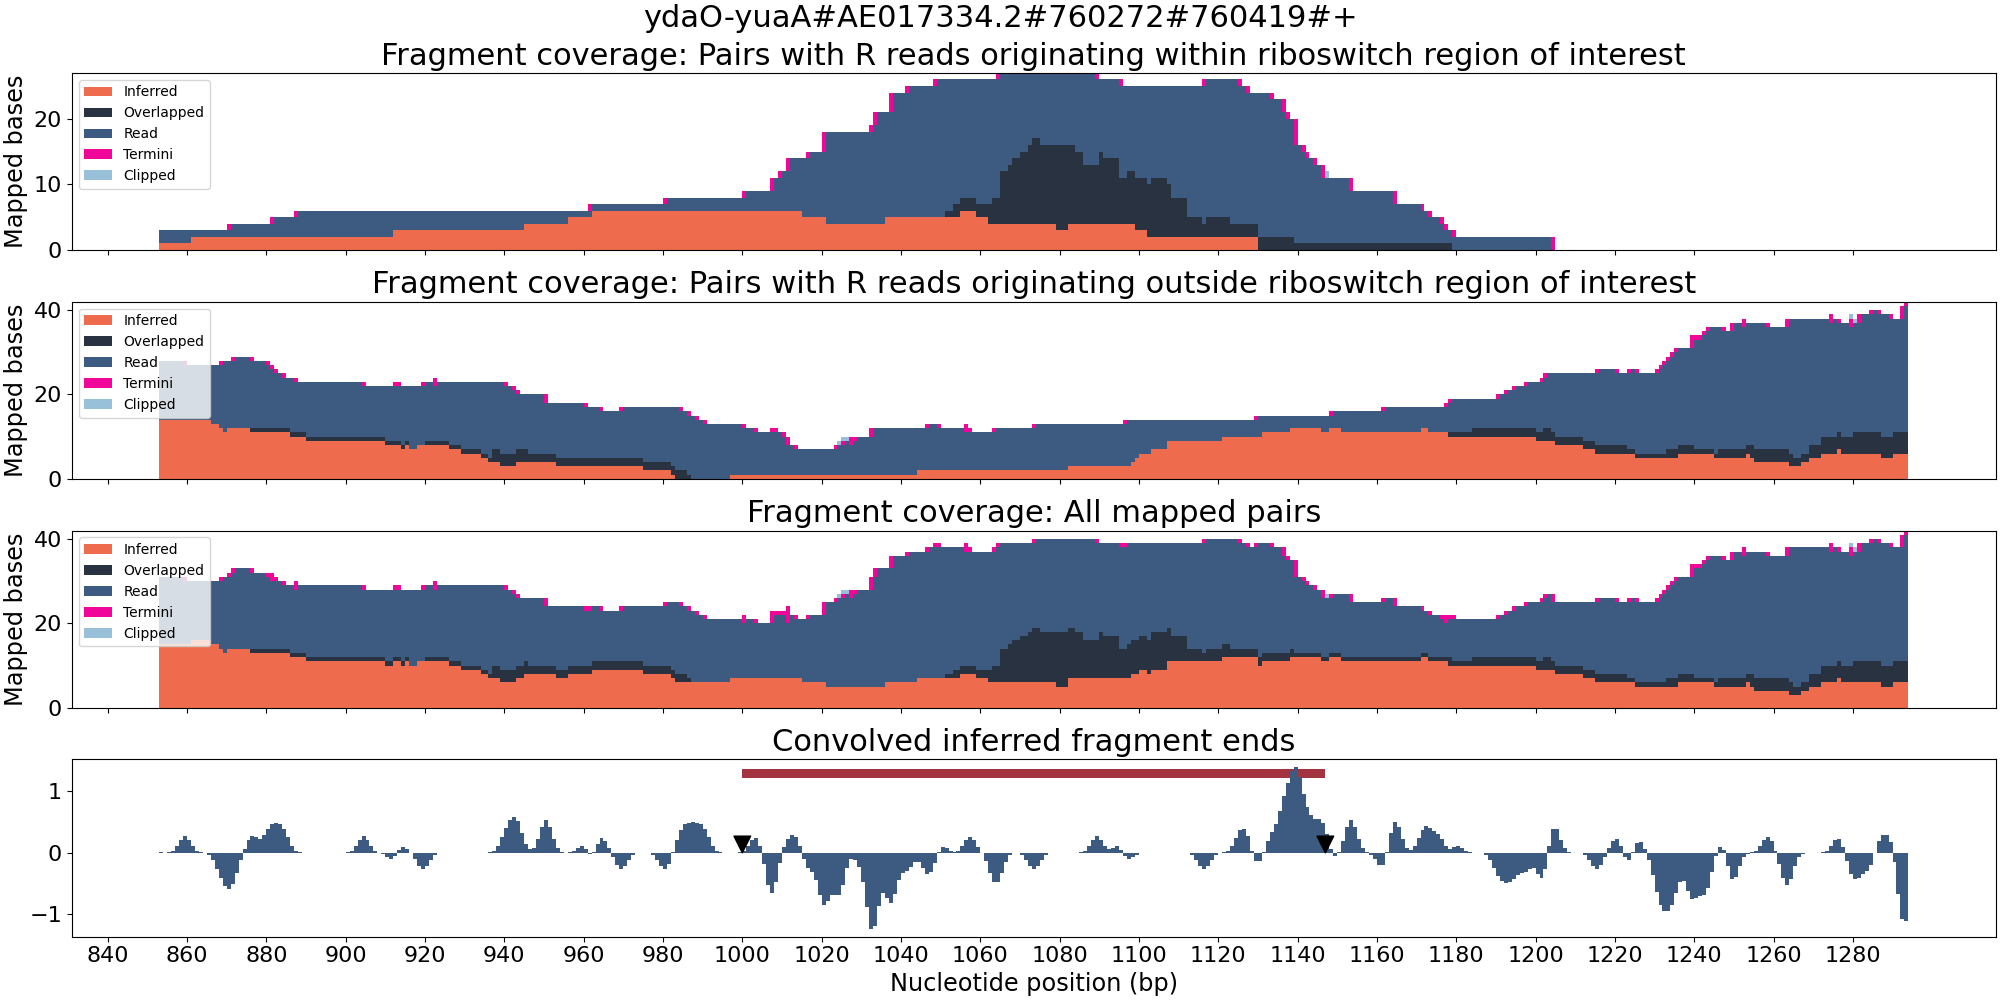 ydaO-yuaA#AE017334.2#760272#760419#+
Fragment coverage: Pairs with R reads originating within riboswitch region of interest
Mapped bases
20
10
0
Inferred
Overlapped
Read
Termini
Clipped
Fragment coverage: Pairs with R reads originating outside riboswitch region of interest
Mapped bases
40
20
0
Inferred
Overlapped
Read
Termini
Clipped
Fragment coverage: All mapped pairs
Mapped bases
40
20
0
Inferred
Overlapped
Read
Termini
Clipped
Convolved inferred fragment ends
1
0
−1
840 860 880 900 920 940 960 980 1000 1020 1040 1060 1080 1100 1120 1140 1160 1180 1200 1220 1240 1260 1280
Nucleotide position (bp)